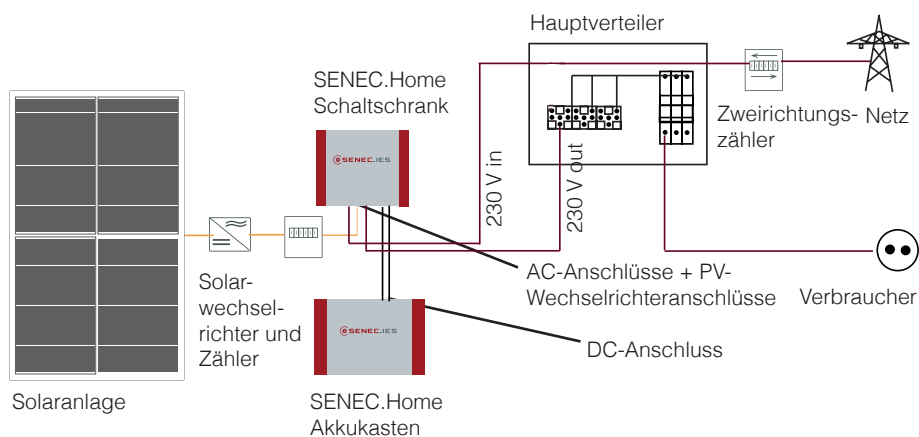 Hauptverteiler
SENEC.Home
Schaltschrank
SENEC.IES
Zweirichtungs-
zähler
Netz
230 V in
230 V out
AC-Anschlüsse + PV-
Wechselrichteranschlüsse
Verbraucher
Solar-
wechsel-
richter und
Zähler
SENEC.IES
DC-Anschluss
Solaranlage
SENEC.Home
Akkukasten